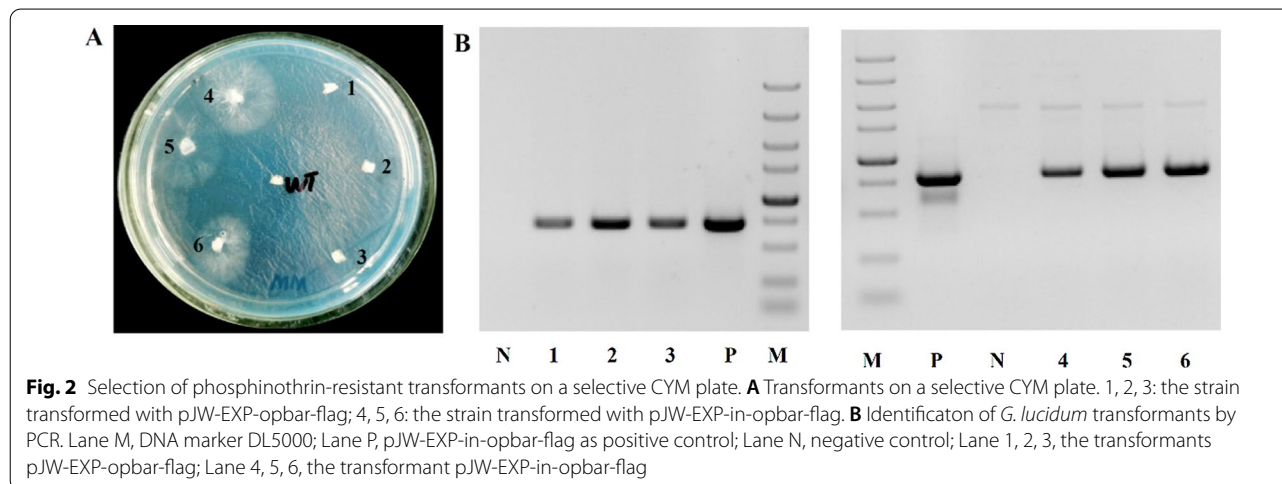 A
B
4
1
5
2
WT
6
3
MM
N 1 2 3 P M
M P N 4 5 6
Fig. 2 Selection of phosphinothrin-resistant transformants on a selective CYM plate. A Transformants on a selective CYM plate. 1, 2, 3: the strain
transformed with pJW-EXP-opbar-flag; 4, 5, 6: the strain transformed with pJW-EXP-in-opbar-flag. B Identificaton of G. lucidum transformants by
PCR. Lane M, DNA marker DL5000; Lane P, pJW-EXP-in-opbar-flag as positive control; Lane N, negative control; Lane 1, 2, 3, the transformants
pJW-EXP-opbar-flag; Lane 4, 5, 6, the transformant pJW-EXP-in-opbar-flag